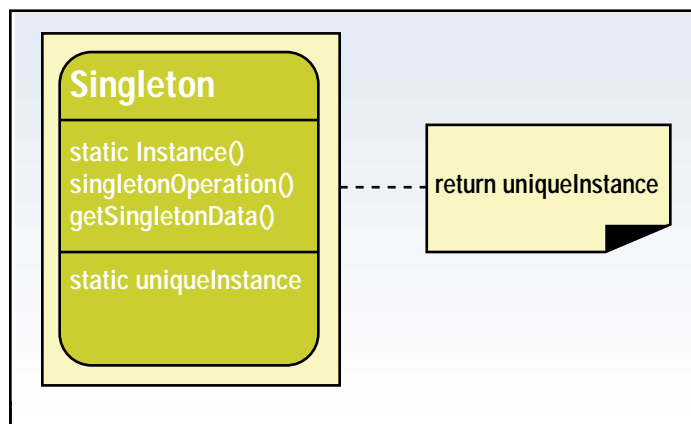 Singleton
static Instance()
singletonOperation()
getSingletonData()
static uniqueInstance
return uniqueInstance